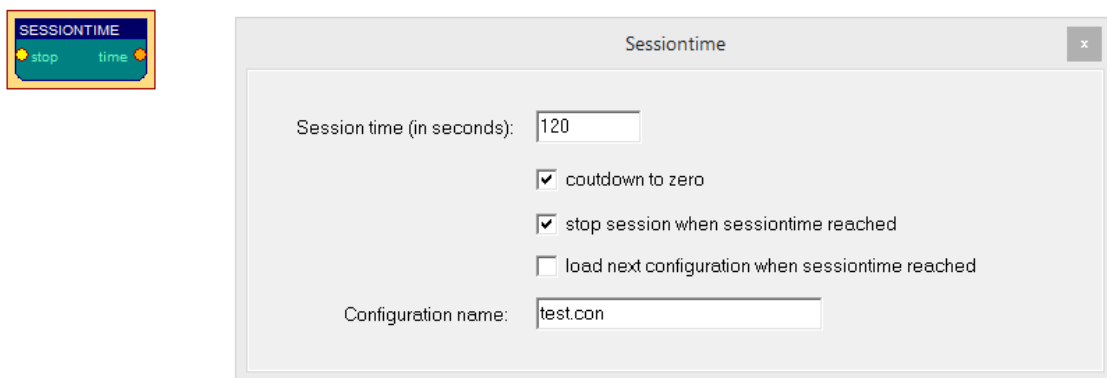 SESSIONTIME
stop time
Sessiontime
x
Session time (in seconds): 120
coutdown to zero
stop session when sessiontime reached
load next configuration when sessiontime reached
Configuration name: test.con